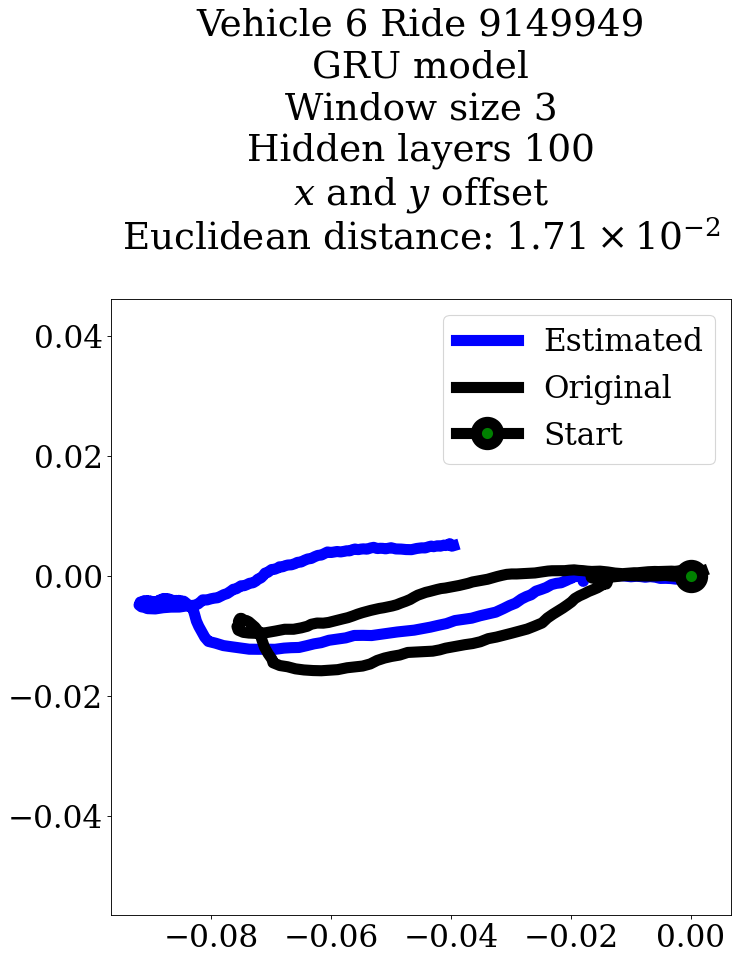 Vehicle 6 Ride 9149949
GRU model
Window size 3
Hidden layers 100
x and y offset
Euclidean distance: 1.71 × 10⁻²
Estimated
Original
Start
0.04
0.02
0.00
−0.02
−0.04
−0.08 −0.06 −0.04 −0.02 0.00